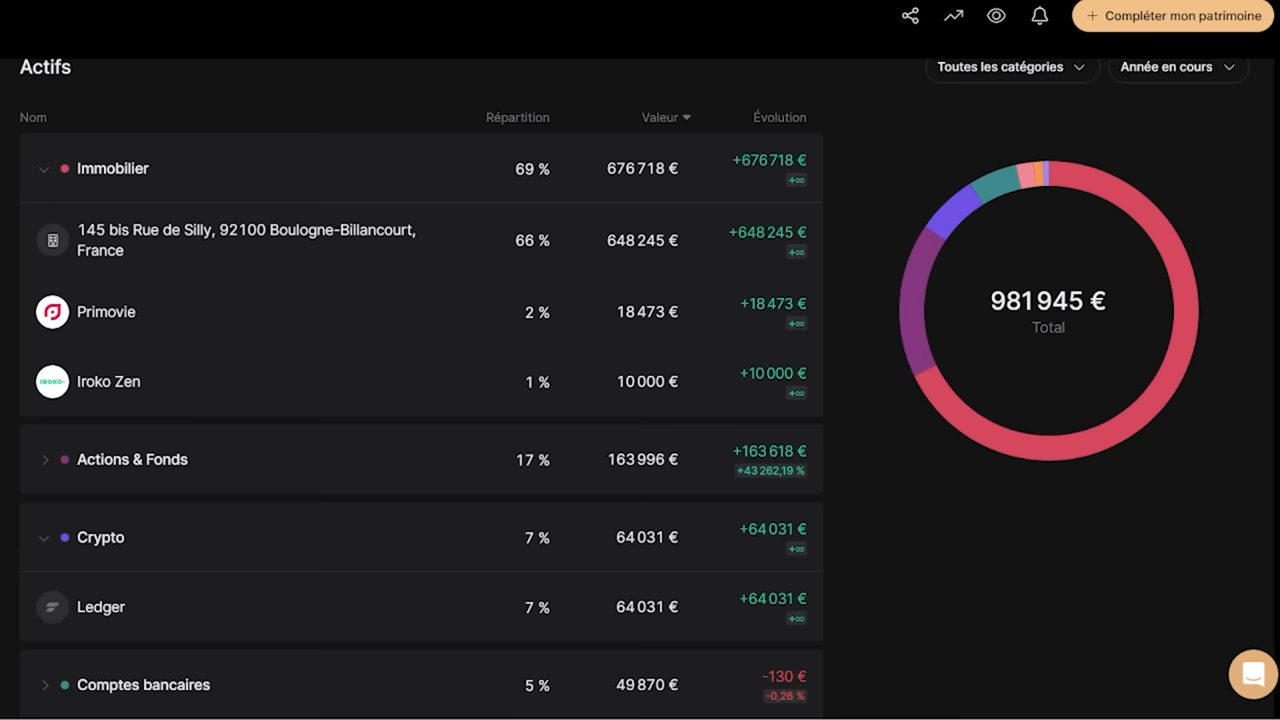 + Compléter mon patrimoine
Actifs
Toutes les catégories
Année en cours
Nom Répartition Valeur Évolution
Immobilier 69 % 676 718 € +676 718 €
+∞
145 bis Rue de Silly, 92100 Boulogne-Billancourt,
France
66 % 648 245 € +648 245 €
+∞
Primovie 2 % 18 473 € +18 473 €
+∞
IROKO Iroko Zen 1 % 10 000 € +10 000 €
+∞
Actions & Fonds 17 % 163 996 € +163 618 €
+43 262,19 %
Crypto 7 % 64 031 € +64 031 €
+∞
Ledger 7 % 64 031 € +64 031 €
+∞
Comptes bancaires 5 % 49 870 € -130 €
-0,26 %
981 945 €
Total